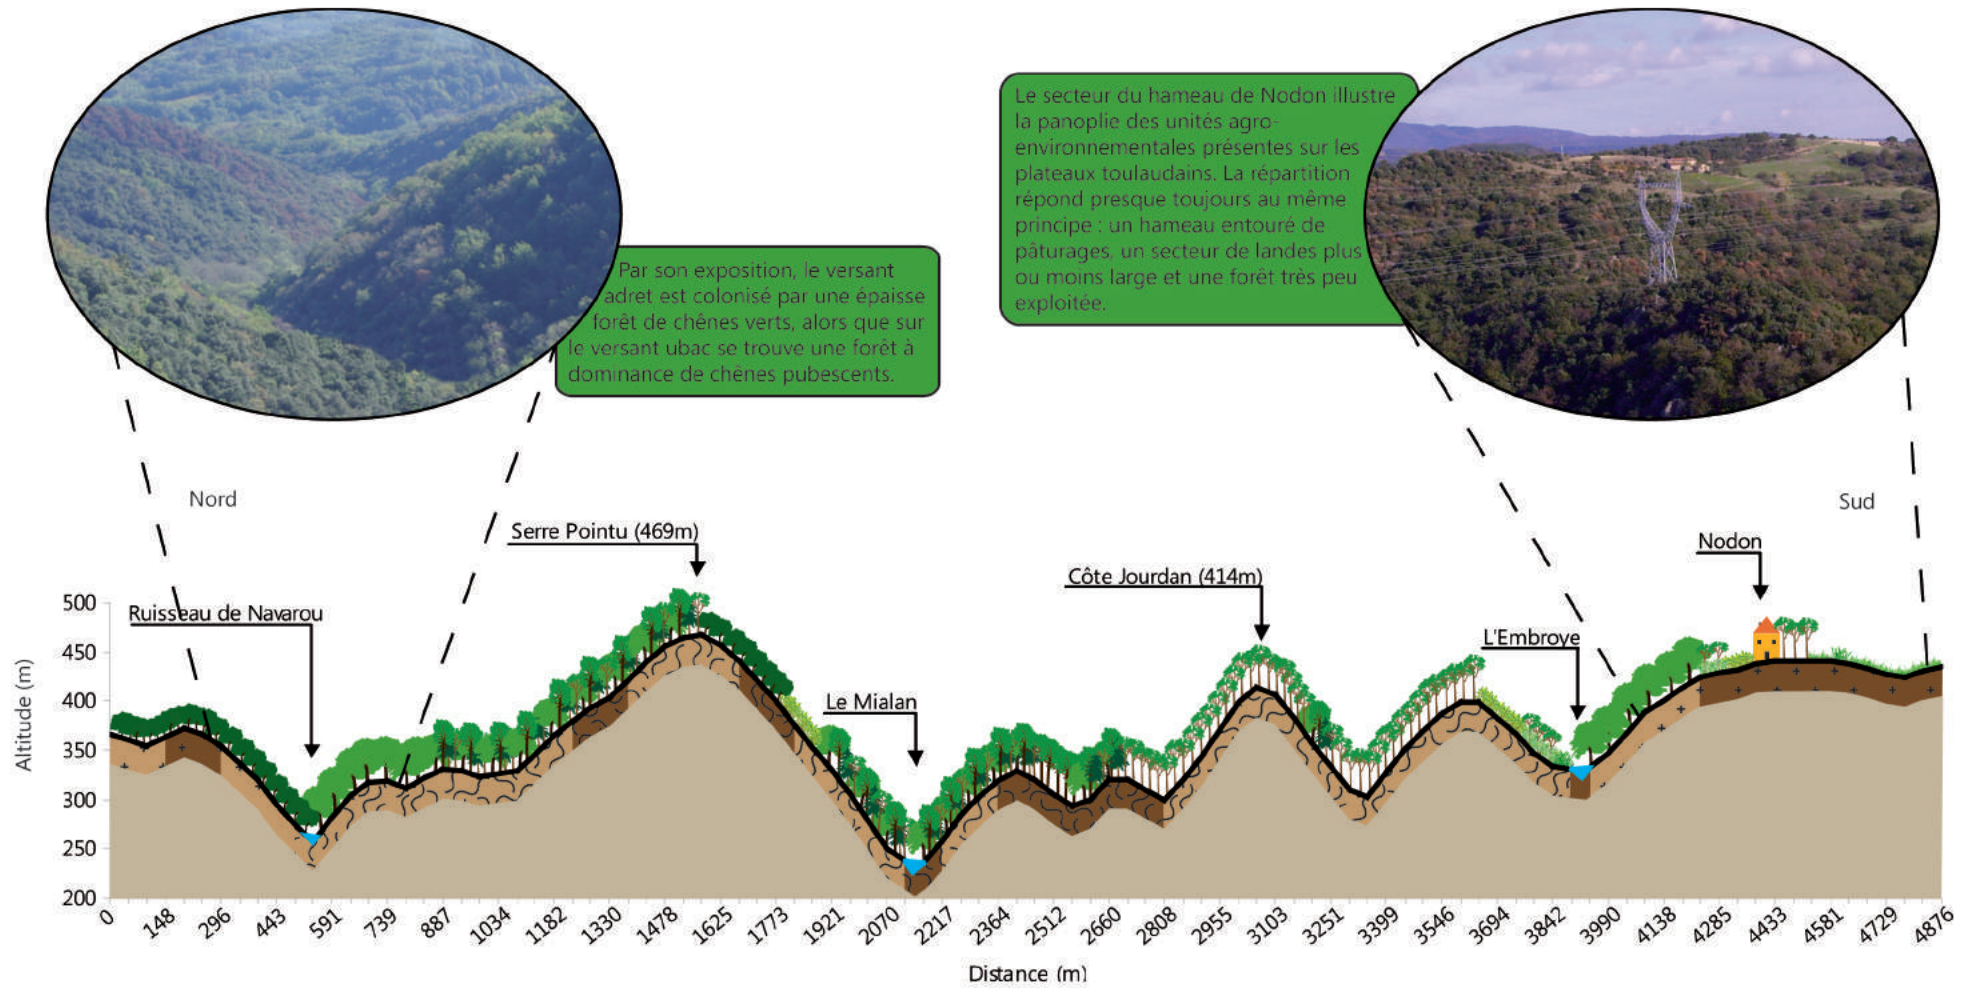 Le secteur du hameau de Nodon illustre
la panoplie des unités agro-
environnementales présentes sur les
plateaux toulaudains. La répartition
répond presque toujours au même
principe : un hameau entouré de
pâturages, un secteur de landes plus
ou moins large et une forêt très peu
exploitée.
Par son exposition, le versant
adret est colonisé par une épaisse
forêt de chênes verts, alors que sur
le versant ubac se trouve une forêt à
dominance de chênes pubescents.
Nord
Sud
Serre Pointu (469m)
Nodon
Côte Jourdan (414m)
Ruisseau de Navarou
L'Embroye
Le Mialan
Altitude (m)
500
450
400
350
300
250
200
0 148 296 443 591 739 887 1034 1182 1330 1478 1625 1773 1921 2070 2217 2364 2512 2660 2808 2955 3103 3251 3399 3546 3694 3842 3990 4138 4285 4433 4581 4729 4876
Distance (m)